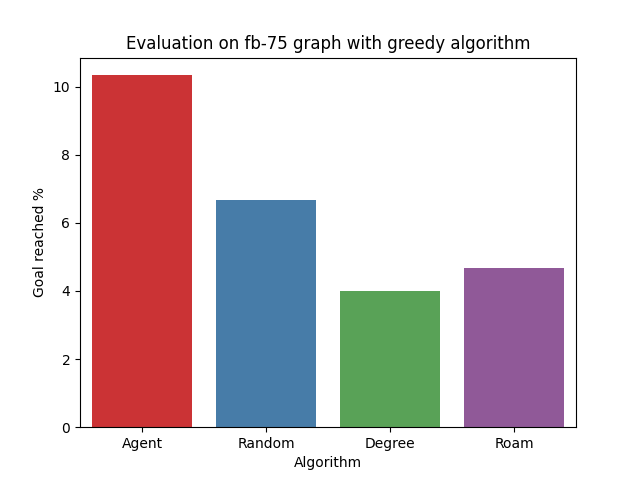 Evaluation on fb-75 graph with greedy algorithm
Goal reached %
10
8
6
4
2
0
Agent Random Degree Roam
Algorithm